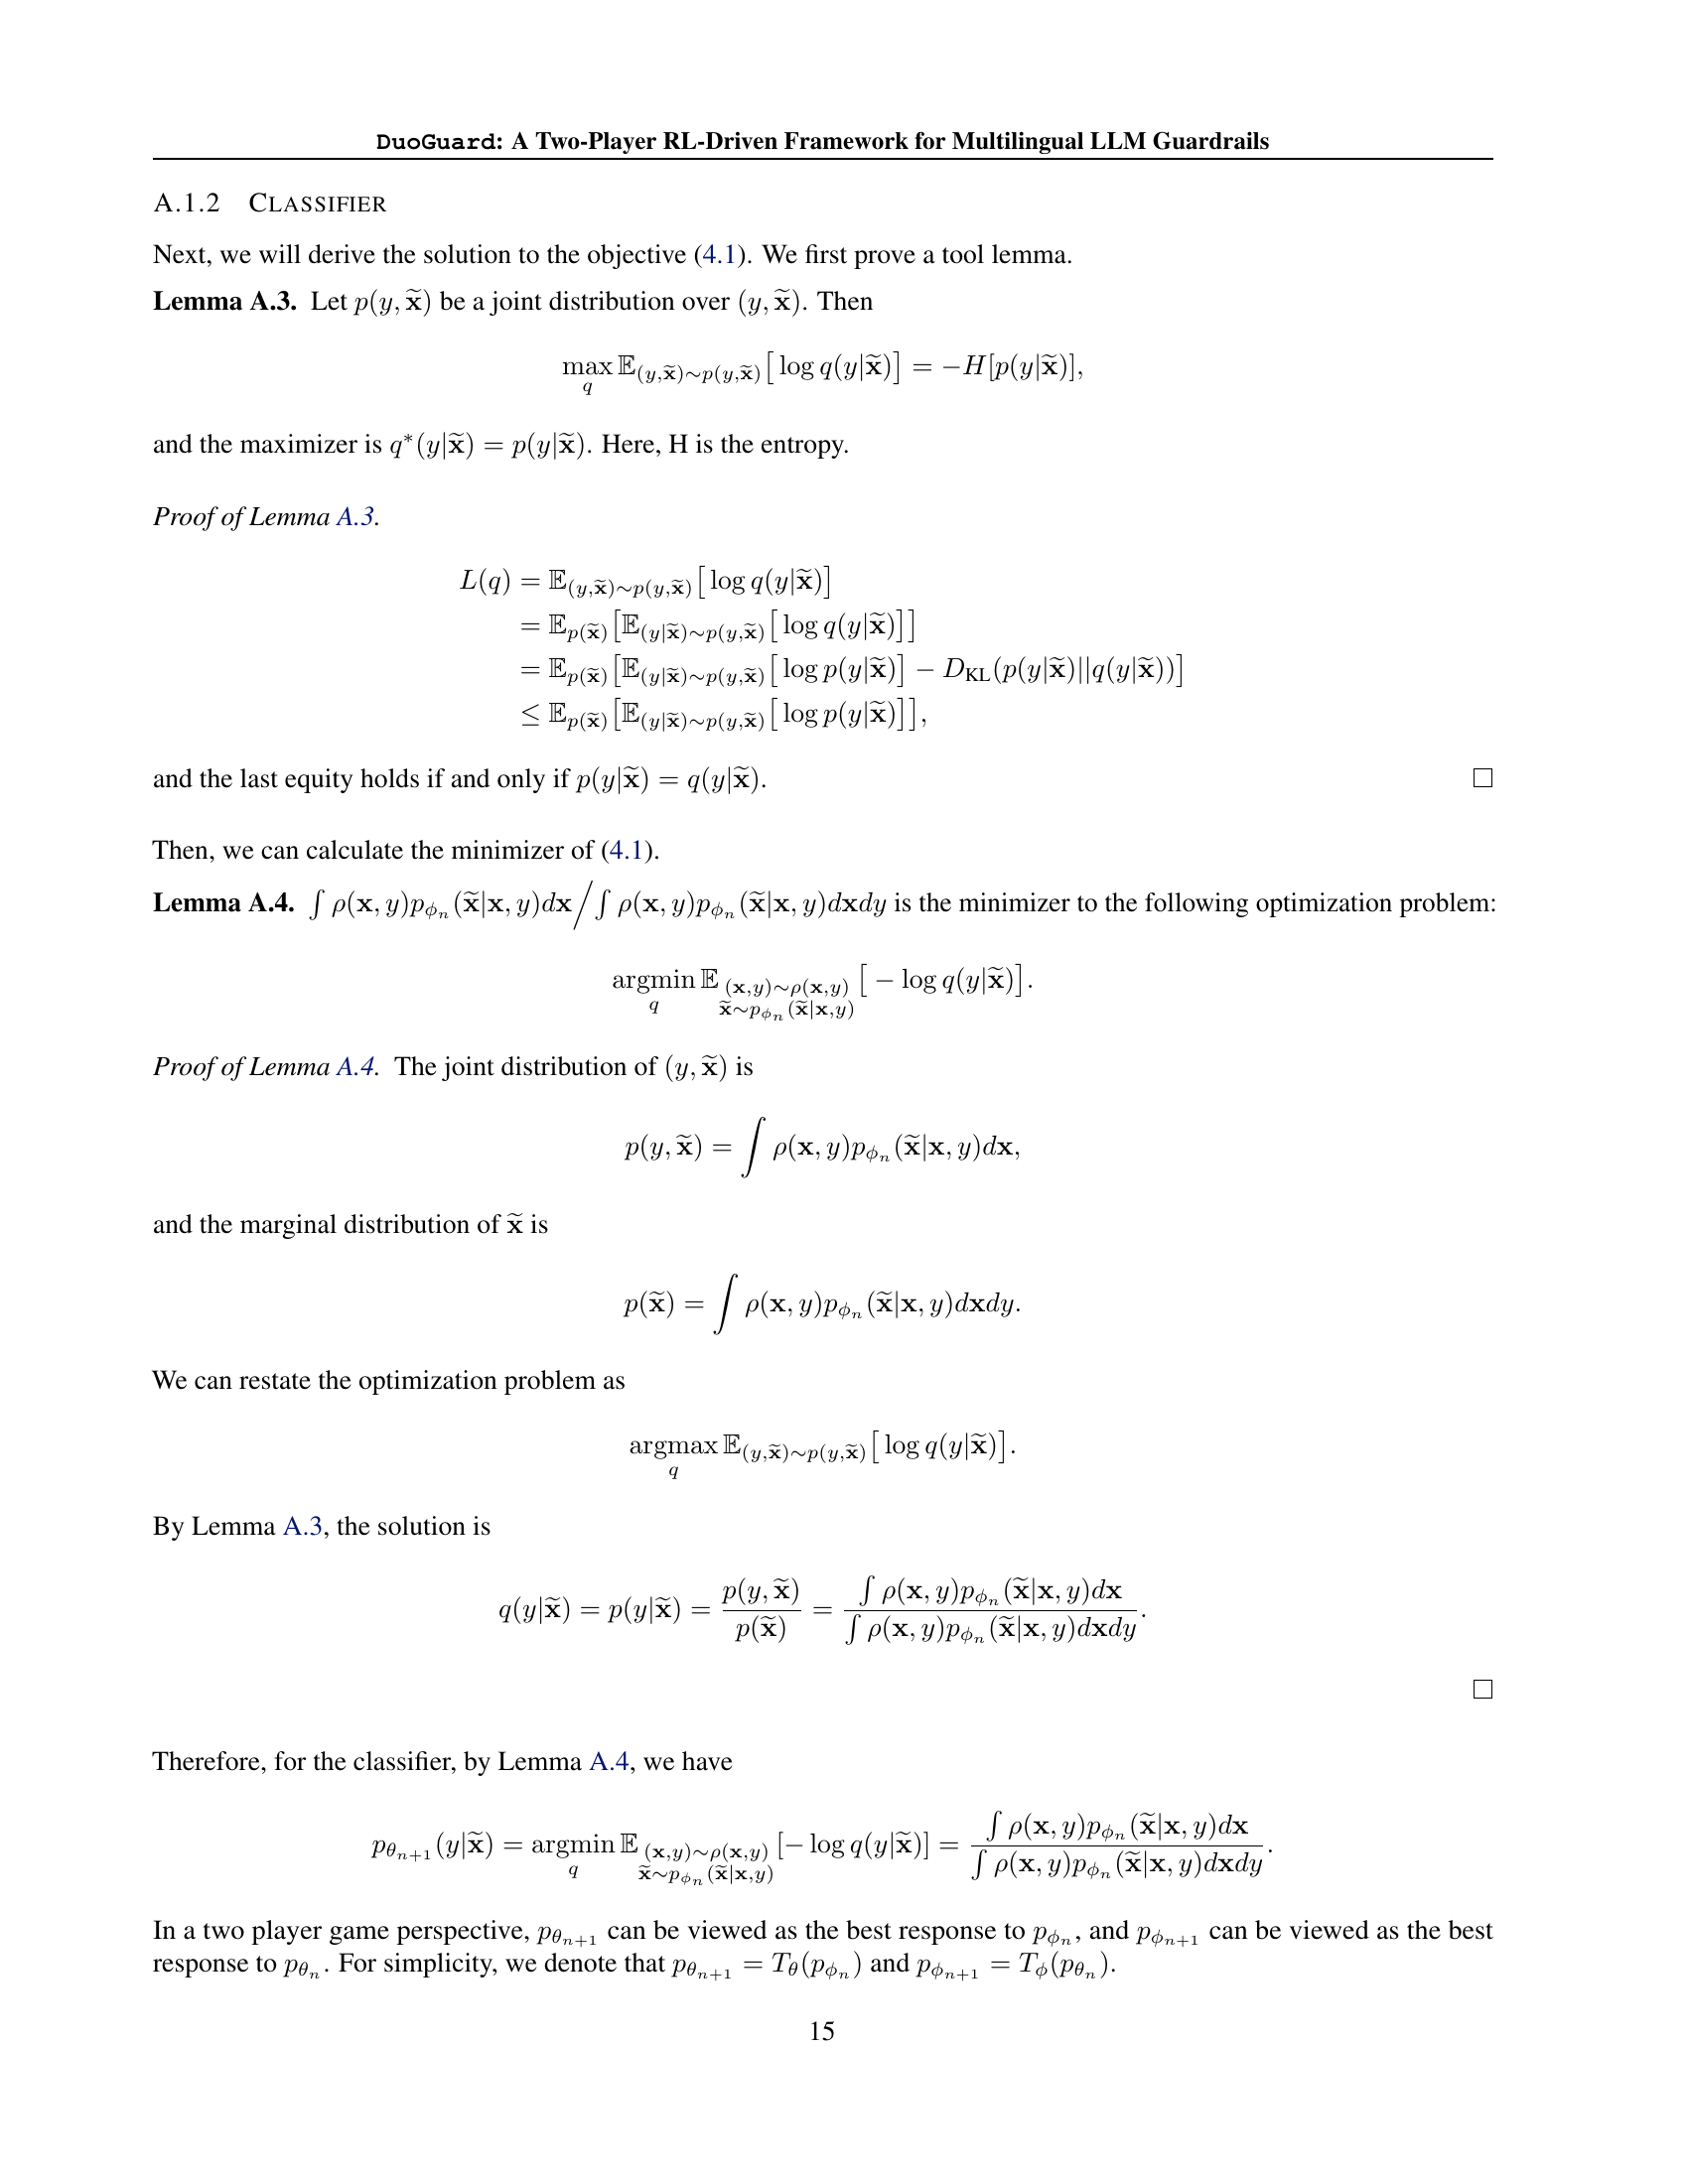 DuoGuard: A Two-Player RL-Driven Framework for Multilingual LLM Guardrails
A.1.2 CLASSIFIER
Next, we will derive the solution to the objective (4.1). We first prove a tool lemma.
Lemma A.3. Let $p(y, \widetilde{\mathbf{x}})$ be a joint distribution over $(y, \widetilde{\mathbf{x}})$. Then
$\max_q \mathbb{E}_{(y,\widetilde{\mathbf{x}})\sim p(y,\widetilde{\mathbf{x}})}\big[\log q(y|\widetilde{\mathbf{x}})\big] = -H[p(y|\widetilde{\mathbf{x}})],$
and the maximizer is $q^*(y|\widetilde{\mathbf{x}}) = p(y|\widetilde{\mathbf{x}})$. Here, H is the entropy.
Proof of Lemma A.3.
$L(q) = \mathbb{E}_{(y,\widetilde{\mathbf{x}})\sim p(y,\widetilde{\mathbf{x}})}\big[\log q(y|\widetilde{\mathbf{x}})\big]$
$= \mathbb{E}_{p(\widetilde{\mathbf{x}})}\big[\mathbb{E}_{(y|\widetilde{\mathbf{x}})\sim p(y,\widetilde{\mathbf{x}})}\big[\log q(y|\widetilde{\mathbf{x}})\big]\big]$
$= \mathbb{E}_{p(\widetilde{\mathbf{x}})}\big[\mathbb{E}_{(y|\widetilde{\mathbf{x}})\sim p(y,\widetilde{\mathbf{x}})}\big[\log p(y|\widetilde{\mathbf{x}})\big] - D_{\mathrm{KL}}(p(y|\widetilde{\mathbf{x}})||q(y|\widetilde{\mathbf{x}}))\big]$
$\leq \mathbb{E}_{p(\widetilde{\mathbf{x}})}\big[\mathbb{E}_{(y|\widetilde{\mathbf{x}})\sim p(y,\widetilde{\mathbf{x}})}\big[\log p(y|\widetilde{\mathbf{x}})\big]\big],$
and the last equity holds if and only if $p(y|\widetilde{\mathbf{x}}) = q(y|\widetilde{\mathbf{x}})$. □
Then, we can calculate the minimizer of (4.1).
Lemma A.4. $\int \rho(\mathbf{x}, y)p_{\phi_n}(\widetilde{\mathbf{x}}|\mathbf{x}, y)d\mathbf{x} \big/ \int \rho(\mathbf{x}, y)p_{\phi_n}(\widetilde{\mathbf{x}}|\mathbf{x}, y)d\mathbf{x}dy$ is the minimizer to the following optimization problem:
$\operatorname{argmin}_q \mathbb{E}_{(\mathbf{x},y)\sim\rho(\mathbf{x},y), \widetilde{\mathbf{x}}\sim p_{\phi_n}(\widetilde{\mathbf{x}}|\mathbf{x},y)}\big[-\log q(y|\widetilde{\mathbf{x}})\big].$
Proof of Lemma A.4. The joint distribution of $(y, \widetilde{\mathbf{x}})$ is
$p(y, \widetilde{\mathbf{x}}) = \int \rho(\mathbf{x}, y)p_{\phi_n}(\widetilde{\mathbf{x}}|\mathbf{x}, y)d\mathbf{x},$
and the marginal distribution of $\widetilde{\mathbf{x}}$ is
$p(\widetilde{\mathbf{x}}) = \int \rho(\mathbf{x}, y)p_{\phi_n}(\widetilde{\mathbf{x}}|\mathbf{x}, y)d\mathbf{x}dy.$
We can restate the optimization problem as
$\operatorname{argmax}_q \mathbb{E}_{(y,\widetilde{\mathbf{x}})\sim p(y,\widetilde{\mathbf{x}})}\big[\log q(y|\widetilde{\mathbf{x}})\big].$
By Lemma A.3, the solution is
$q(y|\widetilde{\mathbf{x}}) = p(y|\widetilde{\mathbf{x}}) = \frac{p(y, \widetilde{\mathbf{x}})}{p(\widetilde{\mathbf{x}})} = \frac{\int \rho(\mathbf{x}, y)p_{\phi_n}(\widetilde{\mathbf{x}}|\mathbf{x}, y)d\mathbf{x}}{\int \rho(\mathbf{x}, y)p_{\phi_n}(\widetilde{\mathbf{x}}|\mathbf{x}, y)d\mathbf{x}dy}.$
□
Therefore, for the classifier, by Lemma A.4, we have
$p_{\theta_{n+1}}(y|\widetilde{\mathbf{x}}) = \operatorname{argmin}_q \mathbb{E}_{(\mathbf{x},y)\sim\rho(\mathbf{x},y), \widetilde{\mathbf{x}}\sim p_{\phi_n}(\widetilde{\mathbf{x}}|\mathbf{x},y)}[-\log q(y|\widetilde{\mathbf{x}})] = \frac{\int \rho(\mathbf{x}, y)p_{\phi_n}(\widetilde{\mathbf{x}}|\mathbf{x}, y)d\mathbf{x}}{\int \rho(\mathbf{x}, y)p_{\phi_n}(\widetilde{\mathbf{x}}|\mathbf{x}, y)d\mathbf{x}dy}.$
In a two player game perspective, $p_{\theta_{n+1}}$ can be viewed as the best response to $p_{\phi_n}$, and $p_{\phi_{n+1}}$ can be viewed as the best
response to $p_{\theta_n}$. For simplicity, we denote that $p_{\theta_{n+1}} = T_\theta(p_{\phi_n})$ and $p_{\phi_{n+1}} = T_\phi(p_{\theta_n})$.
15